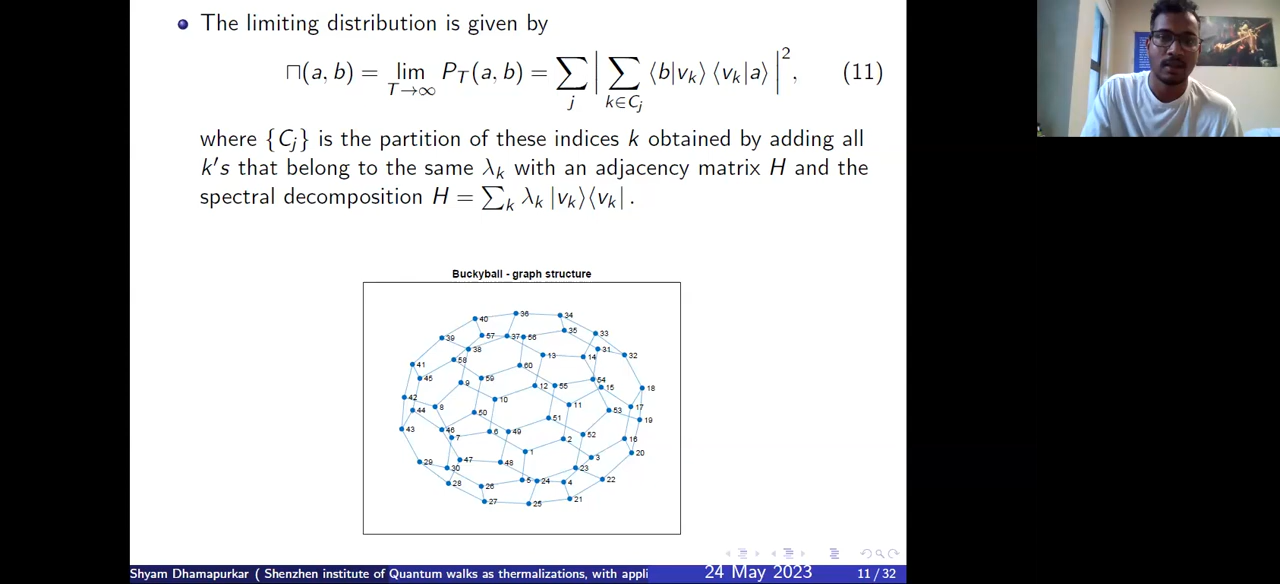 The limiting distribution is given by
⊓(a, b) = lim_{T→∞} P_T(a, b) = ∑_j | ∑_{k∈C_j} ⟨b|v_k⟩ ⟨v_k|a⟩ |², (11)
where {C_j} is the partition of these indices k obtained by adding all
k's that belong to the same λ_k with an adjacency matrix H and the
spectral decomposition H = ∑_k λ_k |v_k⟩⟨v_k| .
Buckyball - graph structure
40 36 34
39 57 37 56 35 33
38 31 32
41 58 13 14
45 60
9 59 12 55 54 15 18
42 44 8 10 11 17
50 51 53 19
43 46 7 6 49 2 52 16
1 20
29 30 47 48 3 23
28 26 5 24 4 22
27 25 21
Shyam Dhamapurkar ( Shenzhen institute of Quantum walks as thermalizations, with appli 24 May 2023 11 / 32